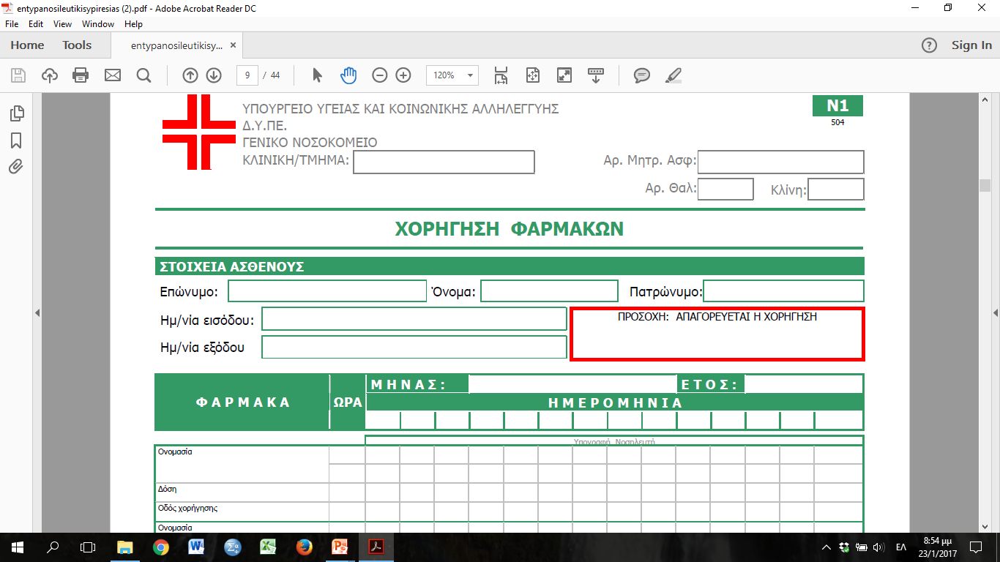 entypanosileutikisypiresias (2).pdf - Adobe Acrobat Reader DC
File Edit View Window Help
Home Tools entypanosileutikisy... × ? Sign In
9 / 44 120%
ΥΠΟΥΡΓΕΙΟ ΥΓΕΙΑΣ ΚΑΙ ΚΟΙΝΩΝΙΚΗΣ ΑΛΛΗΛΕΓΓΥΗΣ N1
Δ.Υ.ΠΕ. 504
ΓΕΝΙΚΟ ΝΟΣΟΚΟΜΕΙΟ
ΚΛΙΝΙΚΗ/ΤΜΗΜΑ: Αρ. Μητρ. Ασφ:
Αρ. Θαλ: Κλίνη:
ΧΟΡΗΓΗΣΗ ΦΑΡΜΑΚΩΝ
ΣΤΟΙΧΕΙΑ ΑΣΘΕΝΟΥΣ
Επώνυμο: Όνομα: Πατρώνυμο:
Ημ/νία εισόδου: ΠΡΟΣΟΧΗ: ΑΠΑΓΟΡΕΥΕΤΑΙ Η ΧΟΡΗΓΗΣΗ
Ημ/νία εξόδου
ΦΑΡΜΑΚΑ ΩΡΑ ΜΗΝΑΣ: ΕΤΟΣ:
ΗΜΕΡΟΜΗΝΙΑ
Υπογραφή Νοσηλευτή
Ονομασία
Δόση
Οδός χορήγησης
Ονομασία
ΕΛ 8:54 μμ
23/1/2017